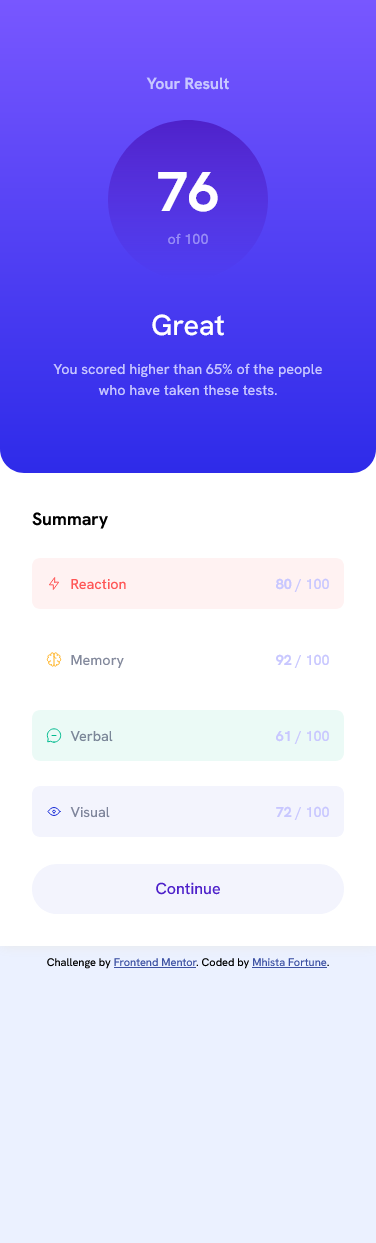 Your Result
76
of 100
Great
You scored higher than 65% of the people
who have taken these tests.
Summary
Reaction 80 / 100
Memory 92 / 100
Verbal 61 / 100
Visual 72 / 100
Continue
Challenge by Frontend Mentor. Coded by Mhista Fortune.